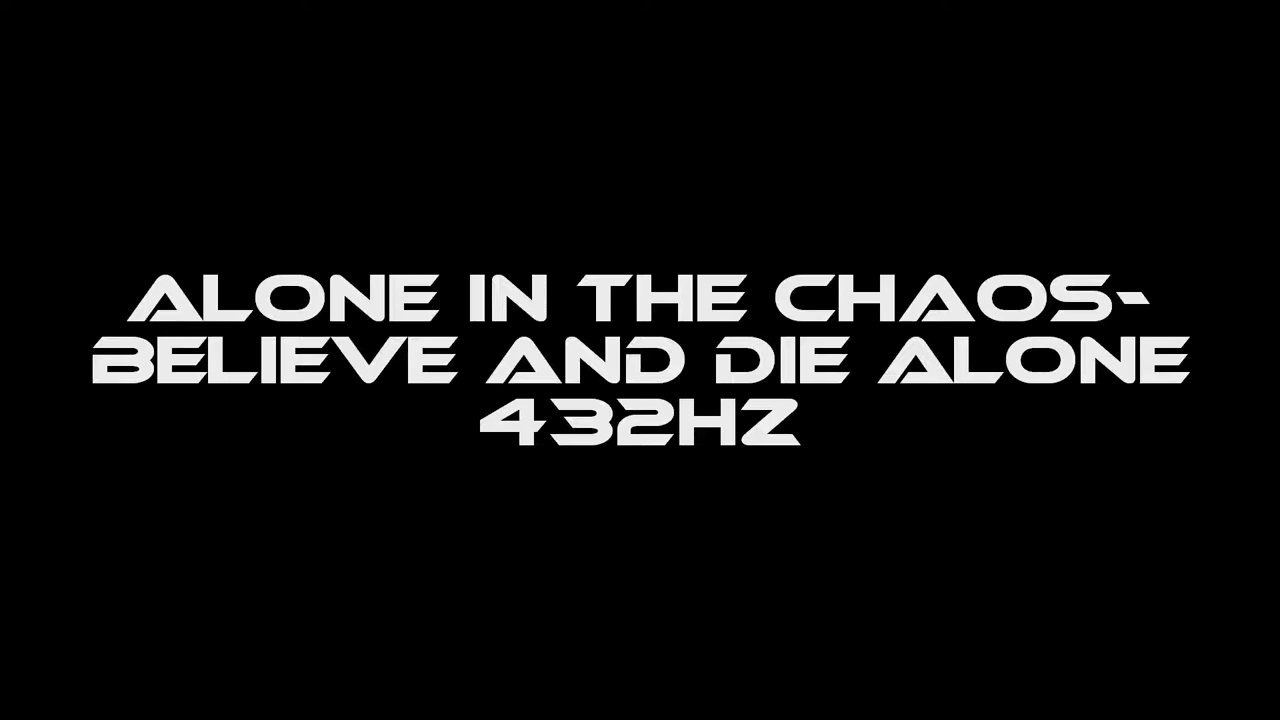 ALONE IN THE CHAOS-
BELIEVE AND DIE ALONE
432HZ